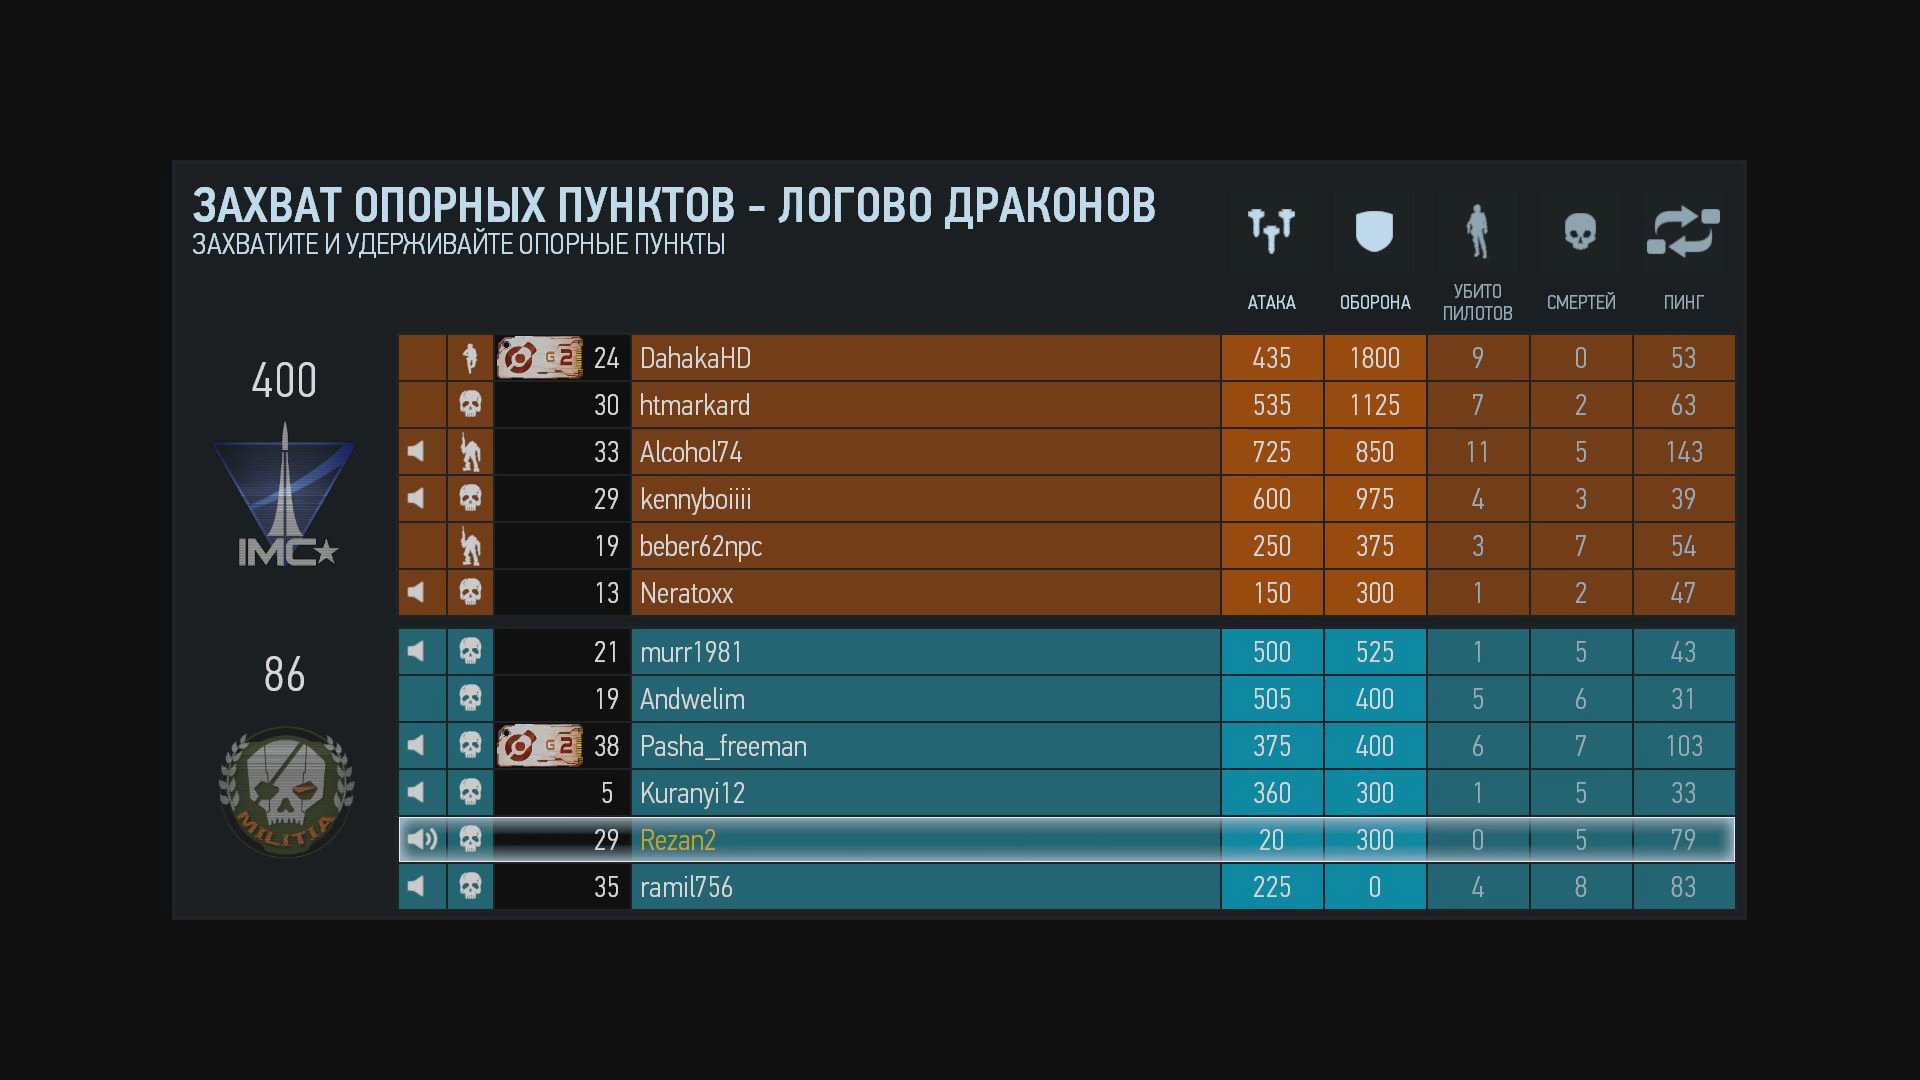 ЗАХВАТ ОПОРНЫХ ПУНКТОВ - ЛОГОВО ДРАКОНОВ
ЗАХВАТИТЕ И УДЕРЖИВАЙТЕ ОПОРНЫЕ ПУНКТЫ
АТАКА ОБОРОНА УБИТО ПИЛОТОВ СМЕРТЕЙ ПИНГ
400
IMC
G2 24 DahakaHD 435 1800 9 0 53
30 htmarkard 535 1125 7 2 63
33 Alcohol74 725 850 11 5 143
29 kennyboiiii 600 975 4 3 39
19 beber62npc 250 375 3 7 54
13 Neratoxx 150 300 1 2 47
86
MILITIA
21 murr1981 500 525 1 5 43
19 Andwelim 505 400 5 6 31
G2 38 Pasha_freeman 375 400 6 7 103
5 Kuranyi12 360 300 1 5 33
29 Rezan2 20 300 0 5 79
35 ramil756 225 0 4 8 83